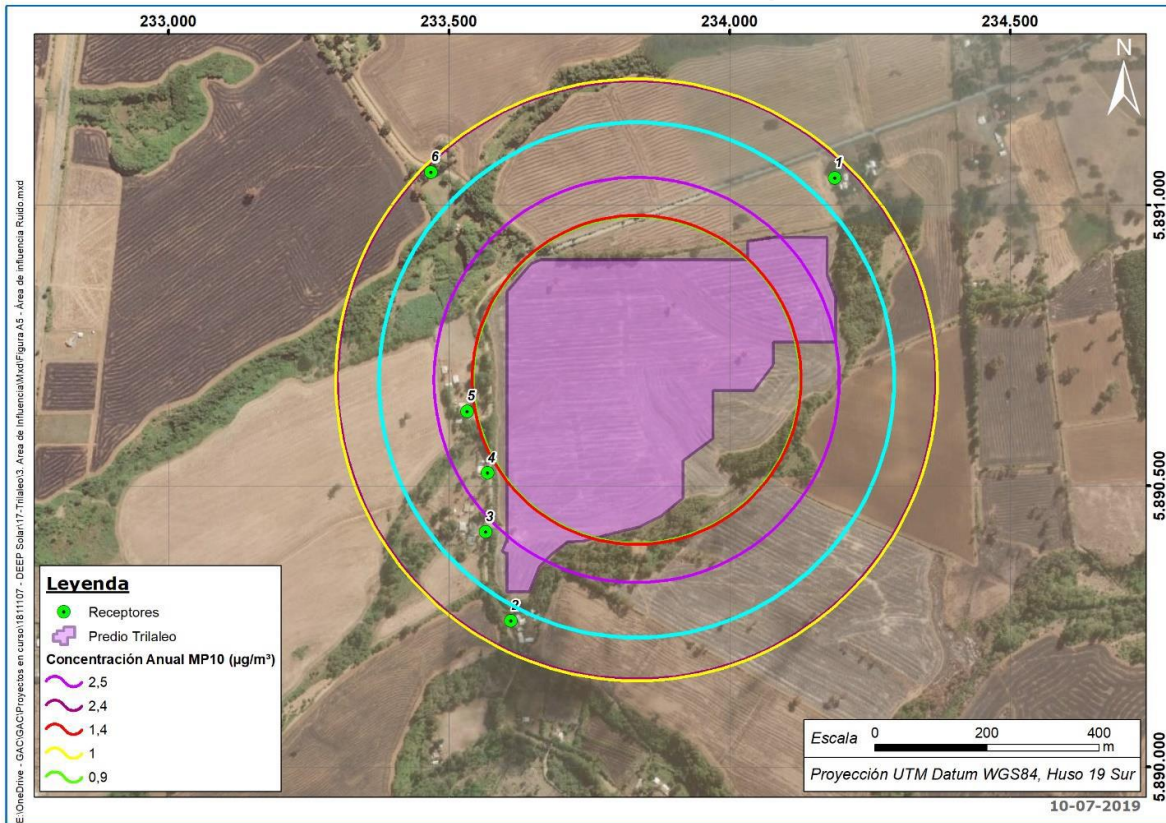 233.000
233.500
234.000
234.500
N
6
1
5.891.000
5
4
5.890.500
3
2
5.890.000
E:\OneDrive - GAC\GAC\Proyectos en curso\1811107 - DEEP Solar\17-Trilaleo\3. Area de Influencia\Mxd\Figura A5 - Área de influencia Ruido.mxd
Leyenda
Receptores
Predio Trilaleo
Concentración Anual MP10 (µg/m³)
2,5
2,4
1,4
1
0,9
Escala 0 200 400
m
Proyección UTM Datum WGS84, Huso 19 Sur
10-07-2019